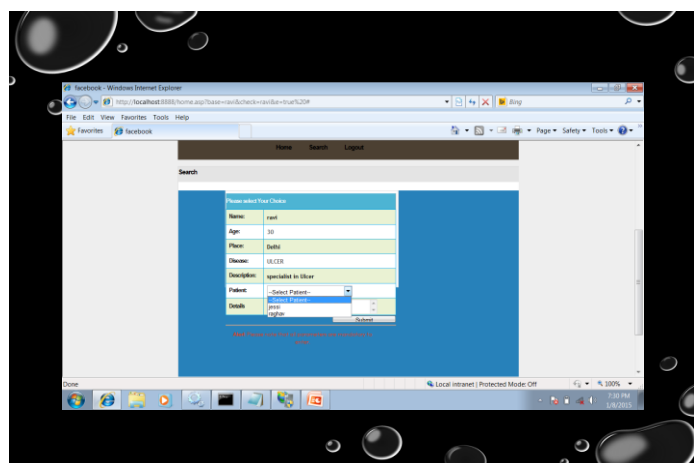 facebook - Windows Internet Explorer
http://localhost:8888/home.asp?base=ravi&check=ravi&e=true%20#
Bing
File Edit View Favorites Tools Help
Favorites facebook
Page Safety Tools
Home Search Logout
Search
Please select Your Choice
Name: ravi
Age: 30
Place: Delhi
Disease: ULCER
Description: specialist in Ulcer
Patient: --Select Patient--
--Select Patient--
Details
raghav
Submit
Done
Local intranet | Protected Mode: Off
100%
7:30 PM
1/8/2015